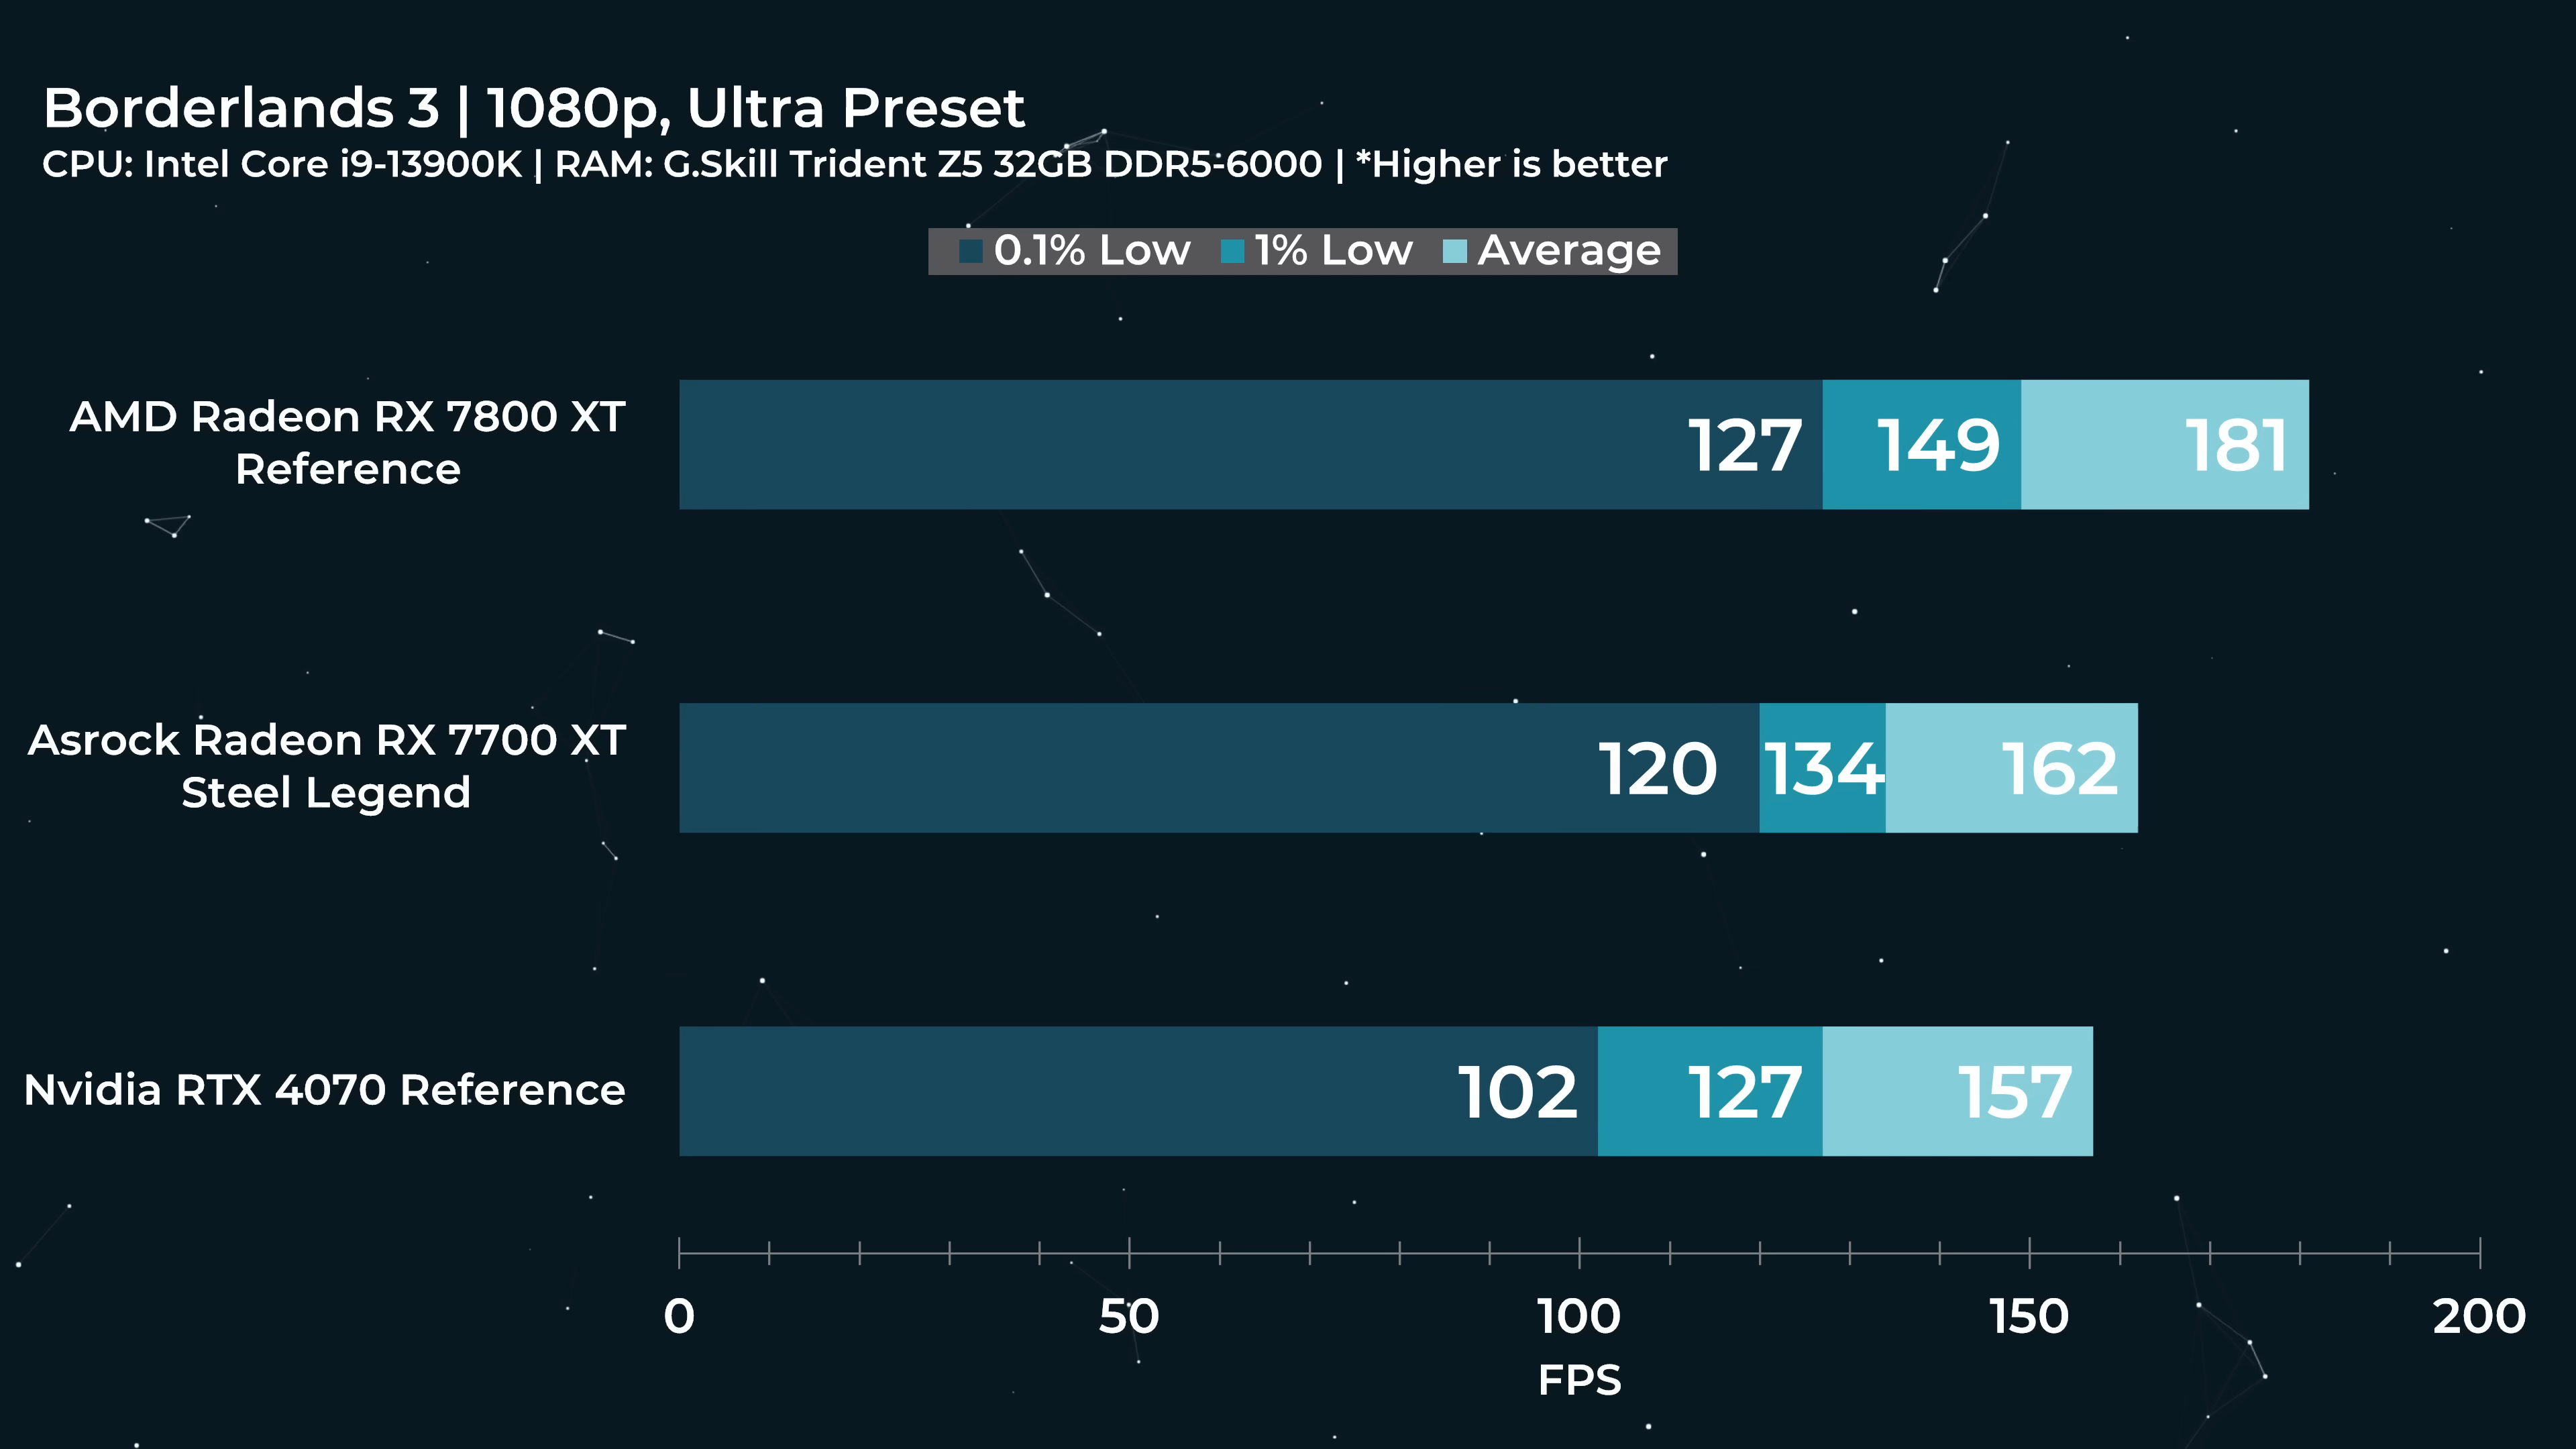 Borderlands 3 | 1080p, Ultra Preset
CPU: Intel Core i9-13900K | RAM: G.Skill Trident Z5 32GB DDR5-6000 | *Higher is better
0.1% Low 1% Low Average
AMD Radeon RX 7800 XT
Reference
127 149 181
Asrock Radeon RX 7700 XT
Steel Legend
120 134 162
Nvidia RTX 4070 Reference
102 127 157
0 50 100 150 200
FPS